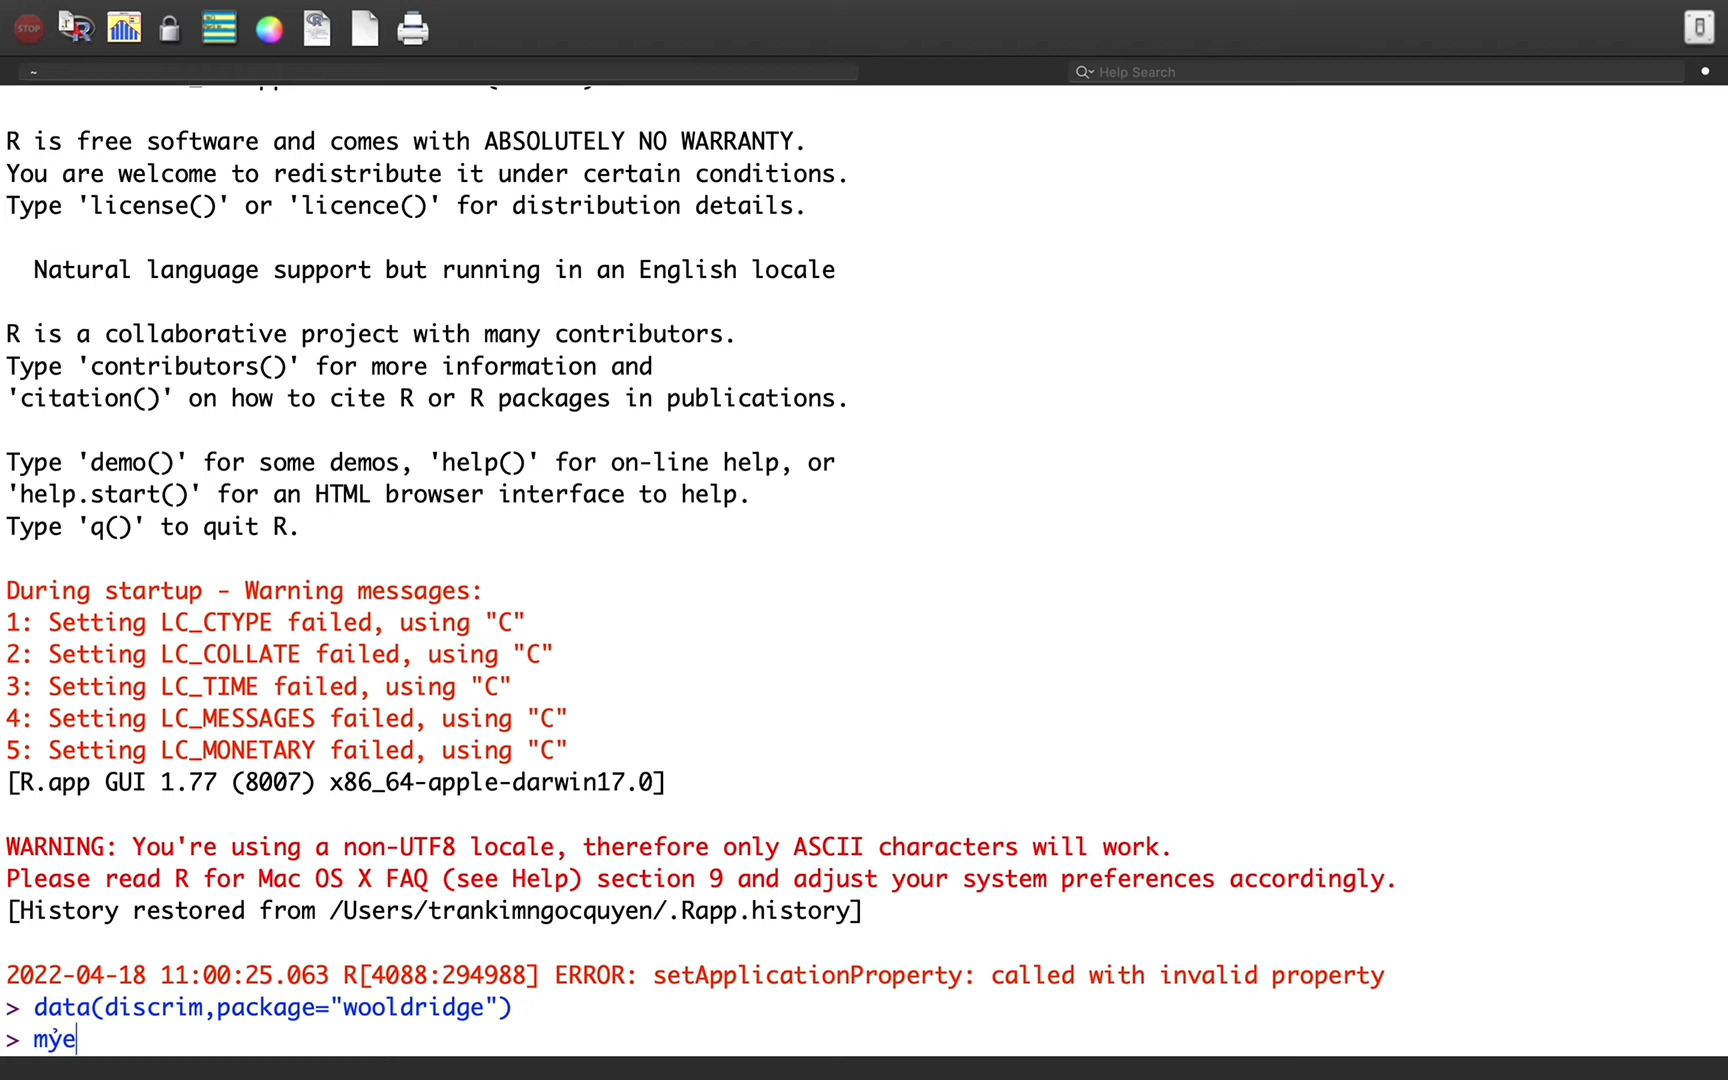 STOP
~
Help Search
R is free software and comes with ABSOLUTELY NO WARRANTY.
You are welcome to redistribute it under certain conditions.
Type 'license()' or 'licence()' for distribution details.
Natural language support but running in an English locale
R is a collaborative project with many contributors.
Type 'contributors()' for more information and
'citation()' on how to cite R or R packages in publications.
Type 'demo()' for some demos, 'help()' for on-line help, or
'help.start()' for an HTML browser interface to help.
Type 'q()' to quit R.
During startup - Warning messages:
1: Setting LC_CTYPE failed, using "C"
2: Setting LC_COLLATE failed, using "C"
3: Setting LC_TIME failed, using "C"
4: Setting LC_MESSAGES failed, using "C"
5: Setting LC_MONETARY failed, using "C"
[R.app GUI 1.77 (8007) x86_64-apple-darwin17.0]
WARNING: You're using a non-UTF8 locale, therefore only ASCII characters will work.
Please read R for Mac OS X FAQ (see Help) section 9 and adjust your system preferences accordingly.
[History restored from /Users/trankimngocquyen/.Rapp.history]
2022-04-18 11:00:25.063 R[4088:294988] ERROR: setApplicationProperty: called with invalid property
> data(discrim,package="wooldridge")
> mỷe